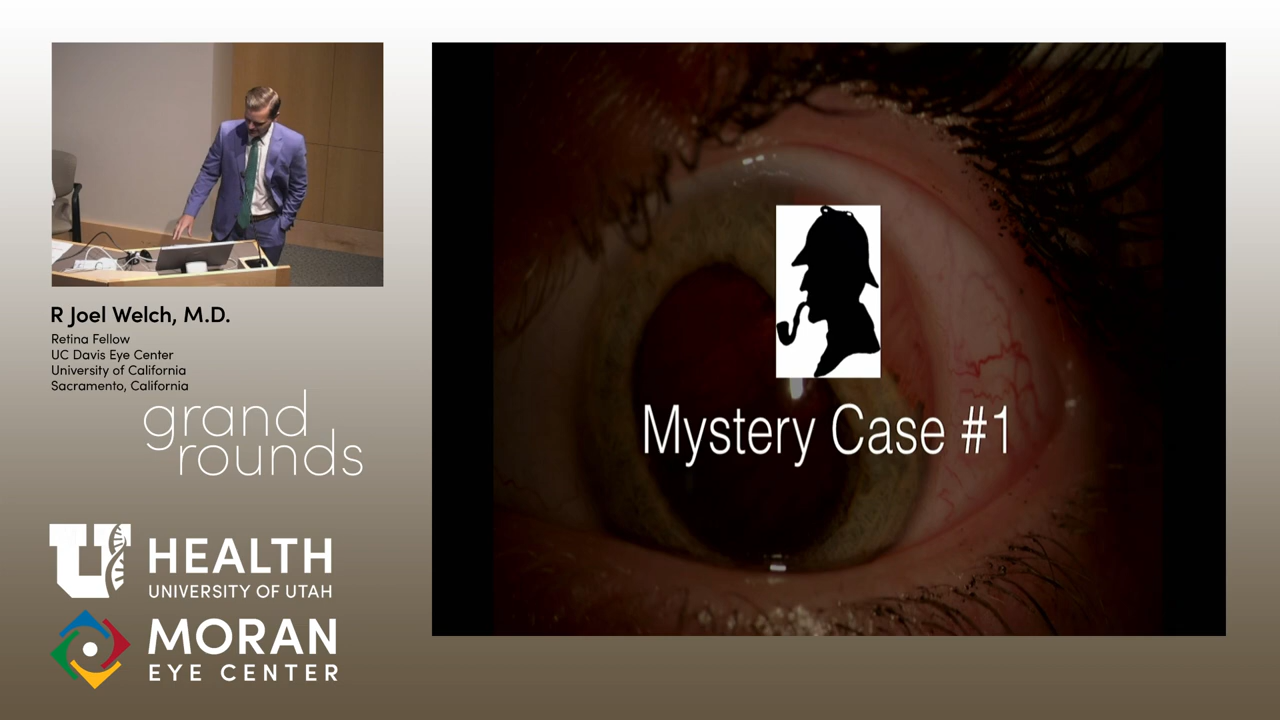 R Joel Welch, M.D.
Retina Fellow
UC Davis Eye Center
University of California
Sacramento, California
grand
rounds
U HEALTH
UNIVERSITY OF UTAH
MORAN
EYE CENTER
Mystery Case #1